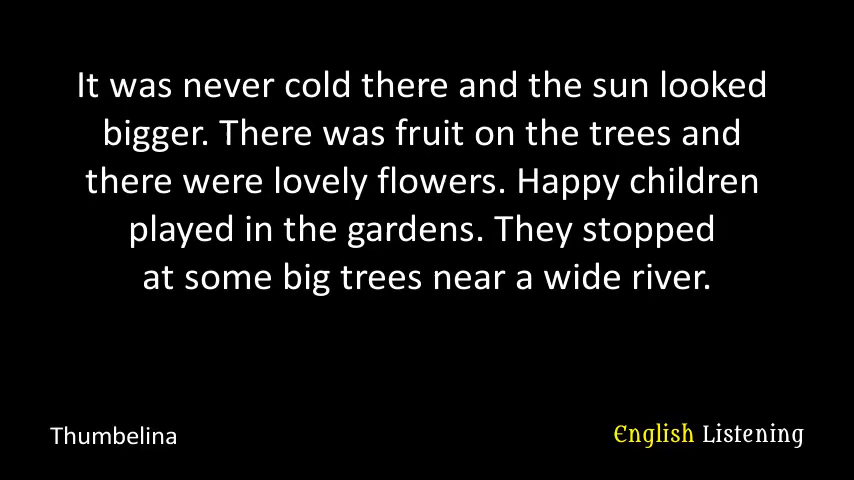 It was never cold there and the sun looked
bigger. There was fruit on the trees and
there were lovely flowers. Happy children
played in the gardens. They stopped
at some big trees near a wide river.
Thumbelina
English Listening